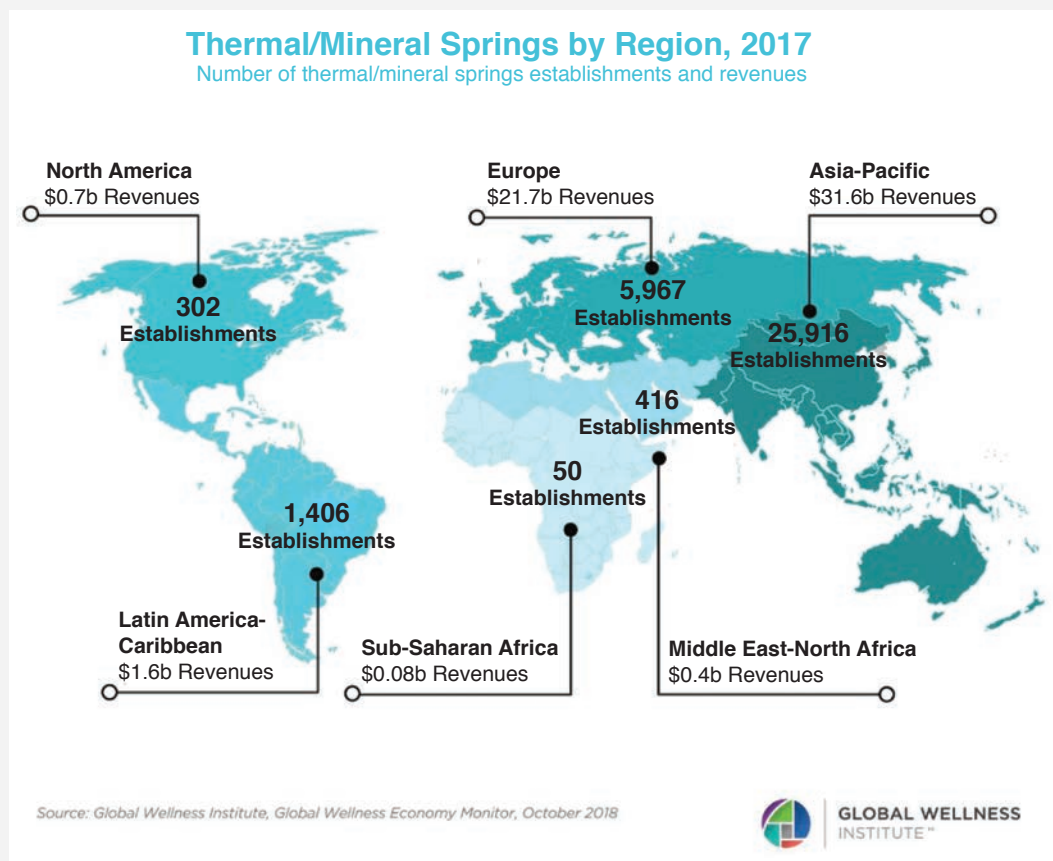 Thermal/Mineral Springs by Region, 2017
Number of thermal/mineral springs establishments and revenues
North America
$0.7b Revenues
Europe
$21.7b Revenues
Asia-Pacific
$31.6b Revenues
302
Establishments
5,967
Establishments
25,916
Establishments
416
Establishments
50
Establishments
1,406
Establishments
Latin America-
Caribbean
$1.6b Revenues
Sub-Saharan Africa
$0.08b Revenues
Middle East-North Africa
$0.4b Revenues
Source: Global Wellness Institute, Global Wellness Economy Monitor, October 2018
GLOBAL WELLNESS
INSTITUTE™